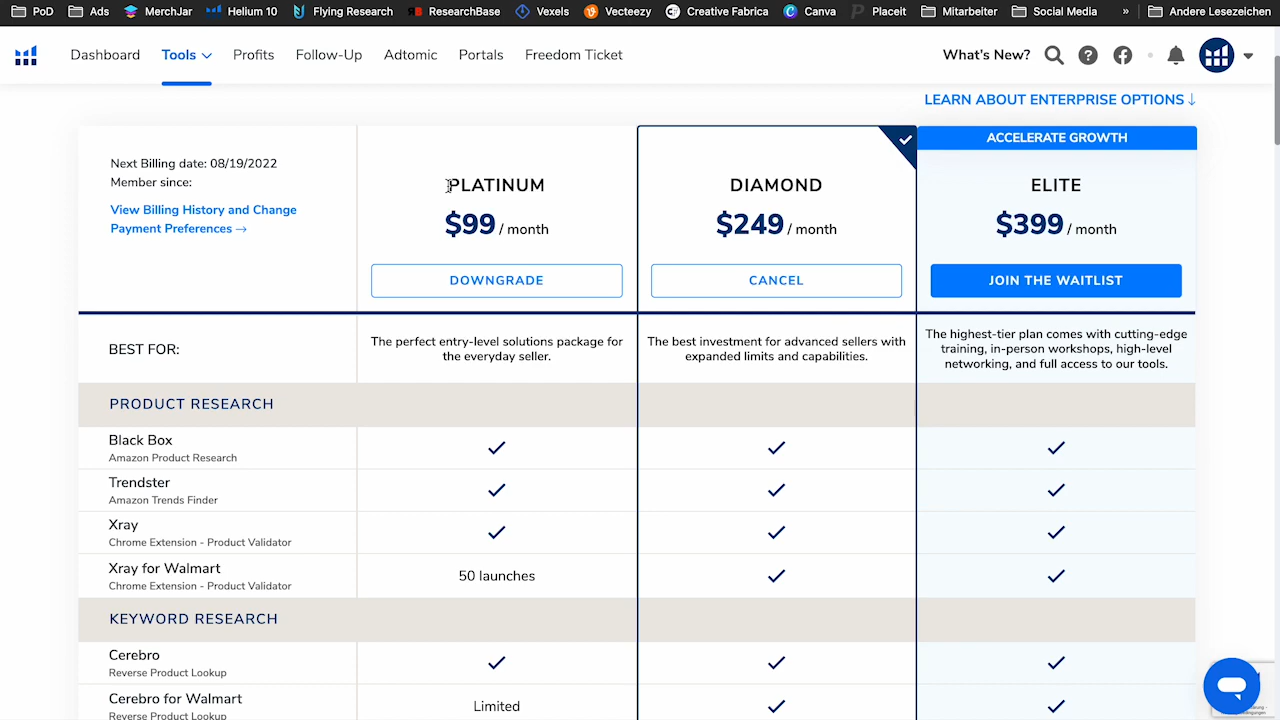 PoD Ads MerchJar Helium 10 Flying Research ResearchBase Vexels Vecteezy Creative Fabrica Canva Placeit Mitarbeiter Social Media » Andere Lesezeichen
Dashboard Tools Profits Follow-Up Adtomic Portals Freedom Ticket What's New?
LEARN ABOUT ENTERPRISE OPTIONS ↓
ACCELERATE GROWTH
Next Billing date: 08/19/2022
Member since:
View Billing History and Change
Payment Preferences →
PLATINUM
$99 / month
DOWNGRADE
DIAMOND
$249 / month
CANCEL
ELITE
$399 / month
JOIN THE WAITLIST
BEST FOR:
The perfect entry-level solutions package for
the everyday seller.
The best investment for advanced sellers with
expanded limits and capabilities.
The highest-tier plan comes with cutting-edge
training, in-person workshops, high-level
networking, and full access to our tools.
PRODUCT RESEARCH
Black Box
Amazon Product Research
Trendster
Amazon Trends Finder
Xray
Chrome Extension - Product Validator
Xray for Walmart
Chrome Extension - Product Validator
50 launches
KEYWORD RESEARCH
Cerebro
Reverse Product Lookup
Cerebro for Walmart
Reverse Product Lookup
Limited